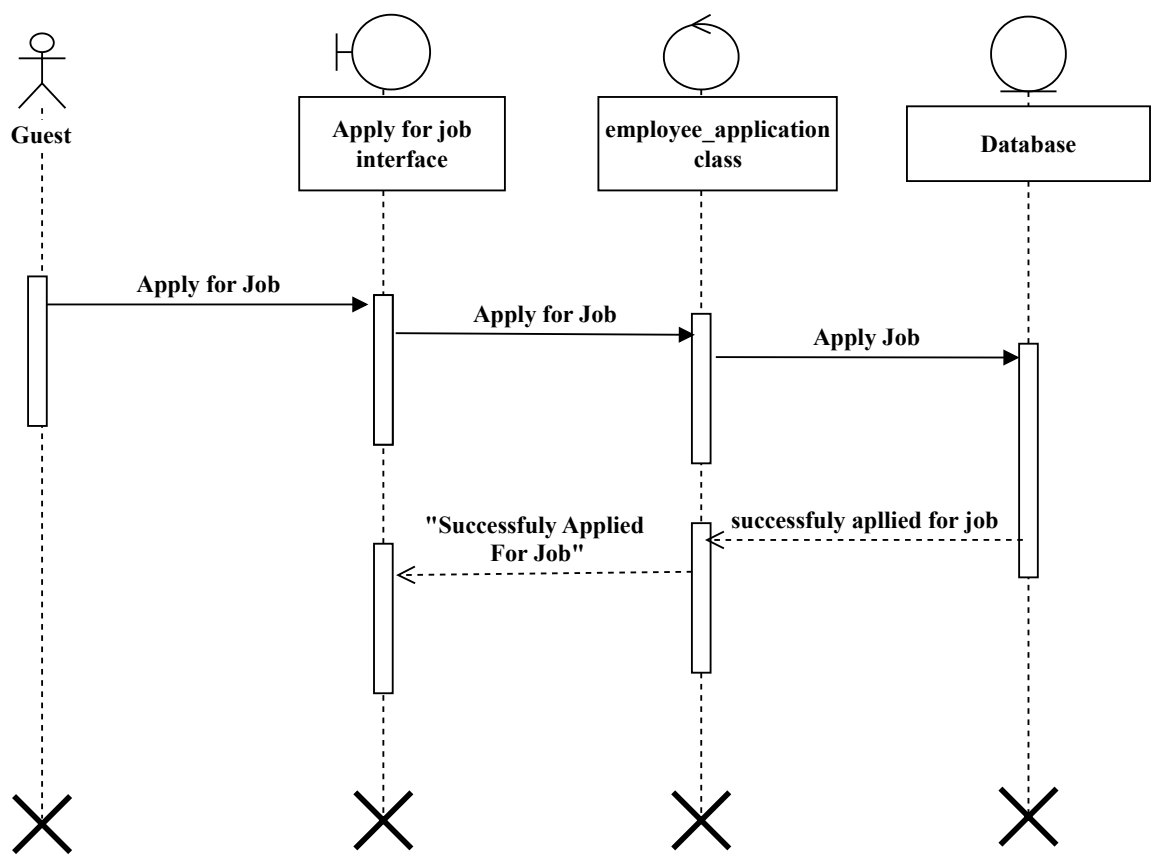 Guest
Apply for job
interface
employee_application
class
Database
Apply for Job
Apply for Job
Apply Job
"Successfuly Applied
For Job"
successfuly apllied for job